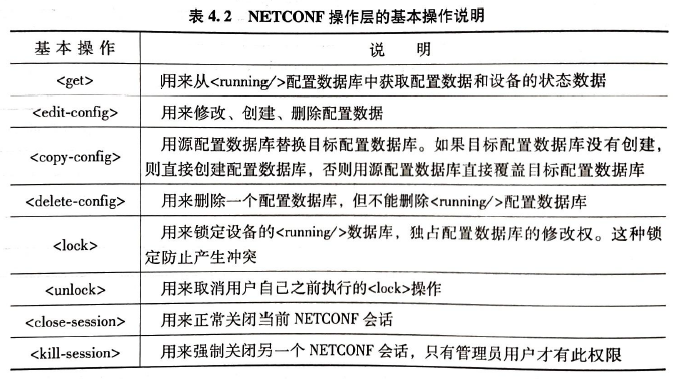 表 4.2 NETCONF 操作层的基本操作说明
基本操作 说 明
<get> 用来从<running/>配置数据库中获取配置数据和设备的状态数据
<edit-config> 用来修改、创建、删除配置数据
<copy-config> 用源配置数据库替换目标配置数据库。如果目标配置数据库没有创建，
则直接创建配置数据库，否则用源配置数据库直接覆盖目标配置数据库
<delete-config> 用来删除一个配置数据库，但不能删除<running/>配置数据库
<lock> 用来锁定设备的<running/>数据库，独占配置数据库的修改权。这种锁
定防止产生冲突
<unlock> 用来取消用户自己之前执行的<lock>操作
<close-session> 用来正常关闭当前 NETCONF 会话
<kill-session> 用来强制关闭另一个 NETCONF 会话，只有管理员用户才有此权限